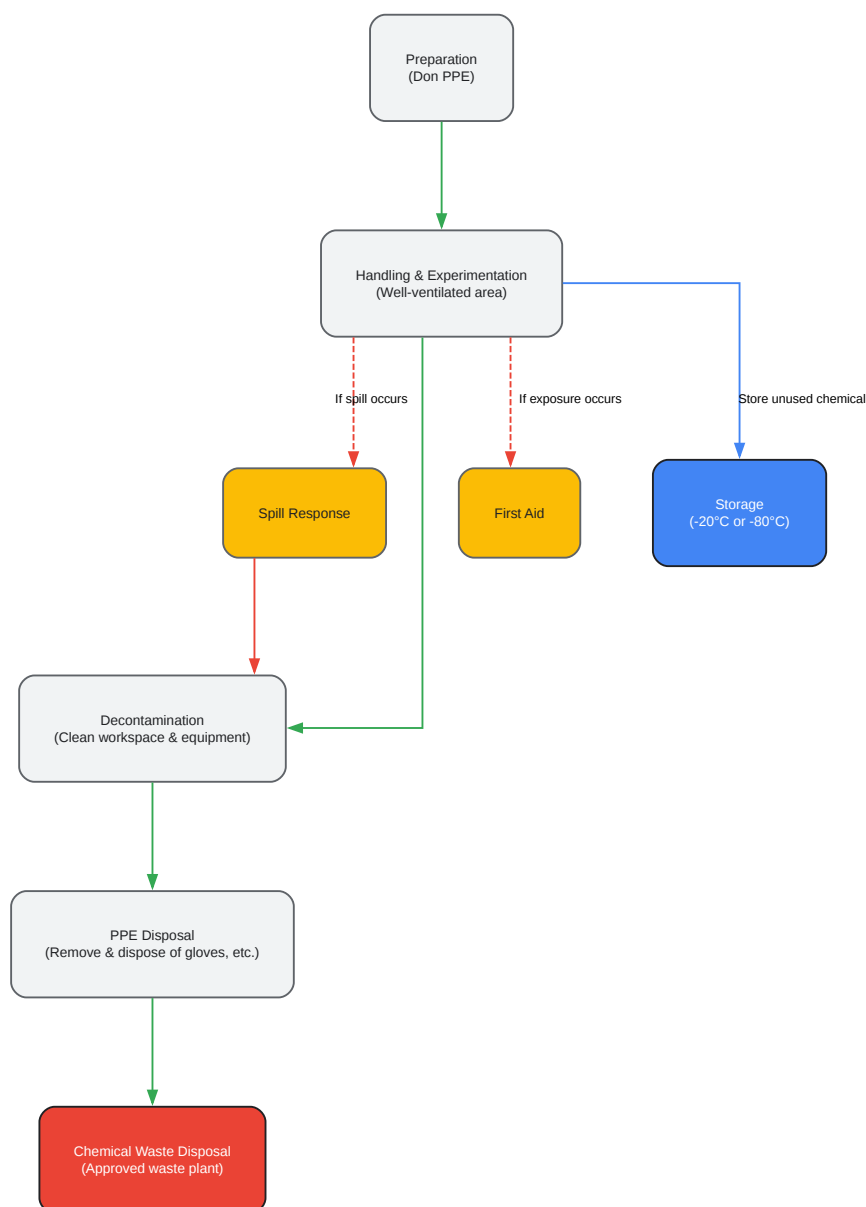 Preparation
(Don PPE)
Handling & Experimentation
(Well-ventilated area)
If spill occurs
If exposure occurs
Store unused chemical
Spill Response
First Aid
Storage
(-20°C or -80°C)
Decontamination
(Clean workspace & equipment)
PPE Disposal
(Remove & dispose of gloves, etc.)
Chemical Waste Disposal
(Approved waste plant)